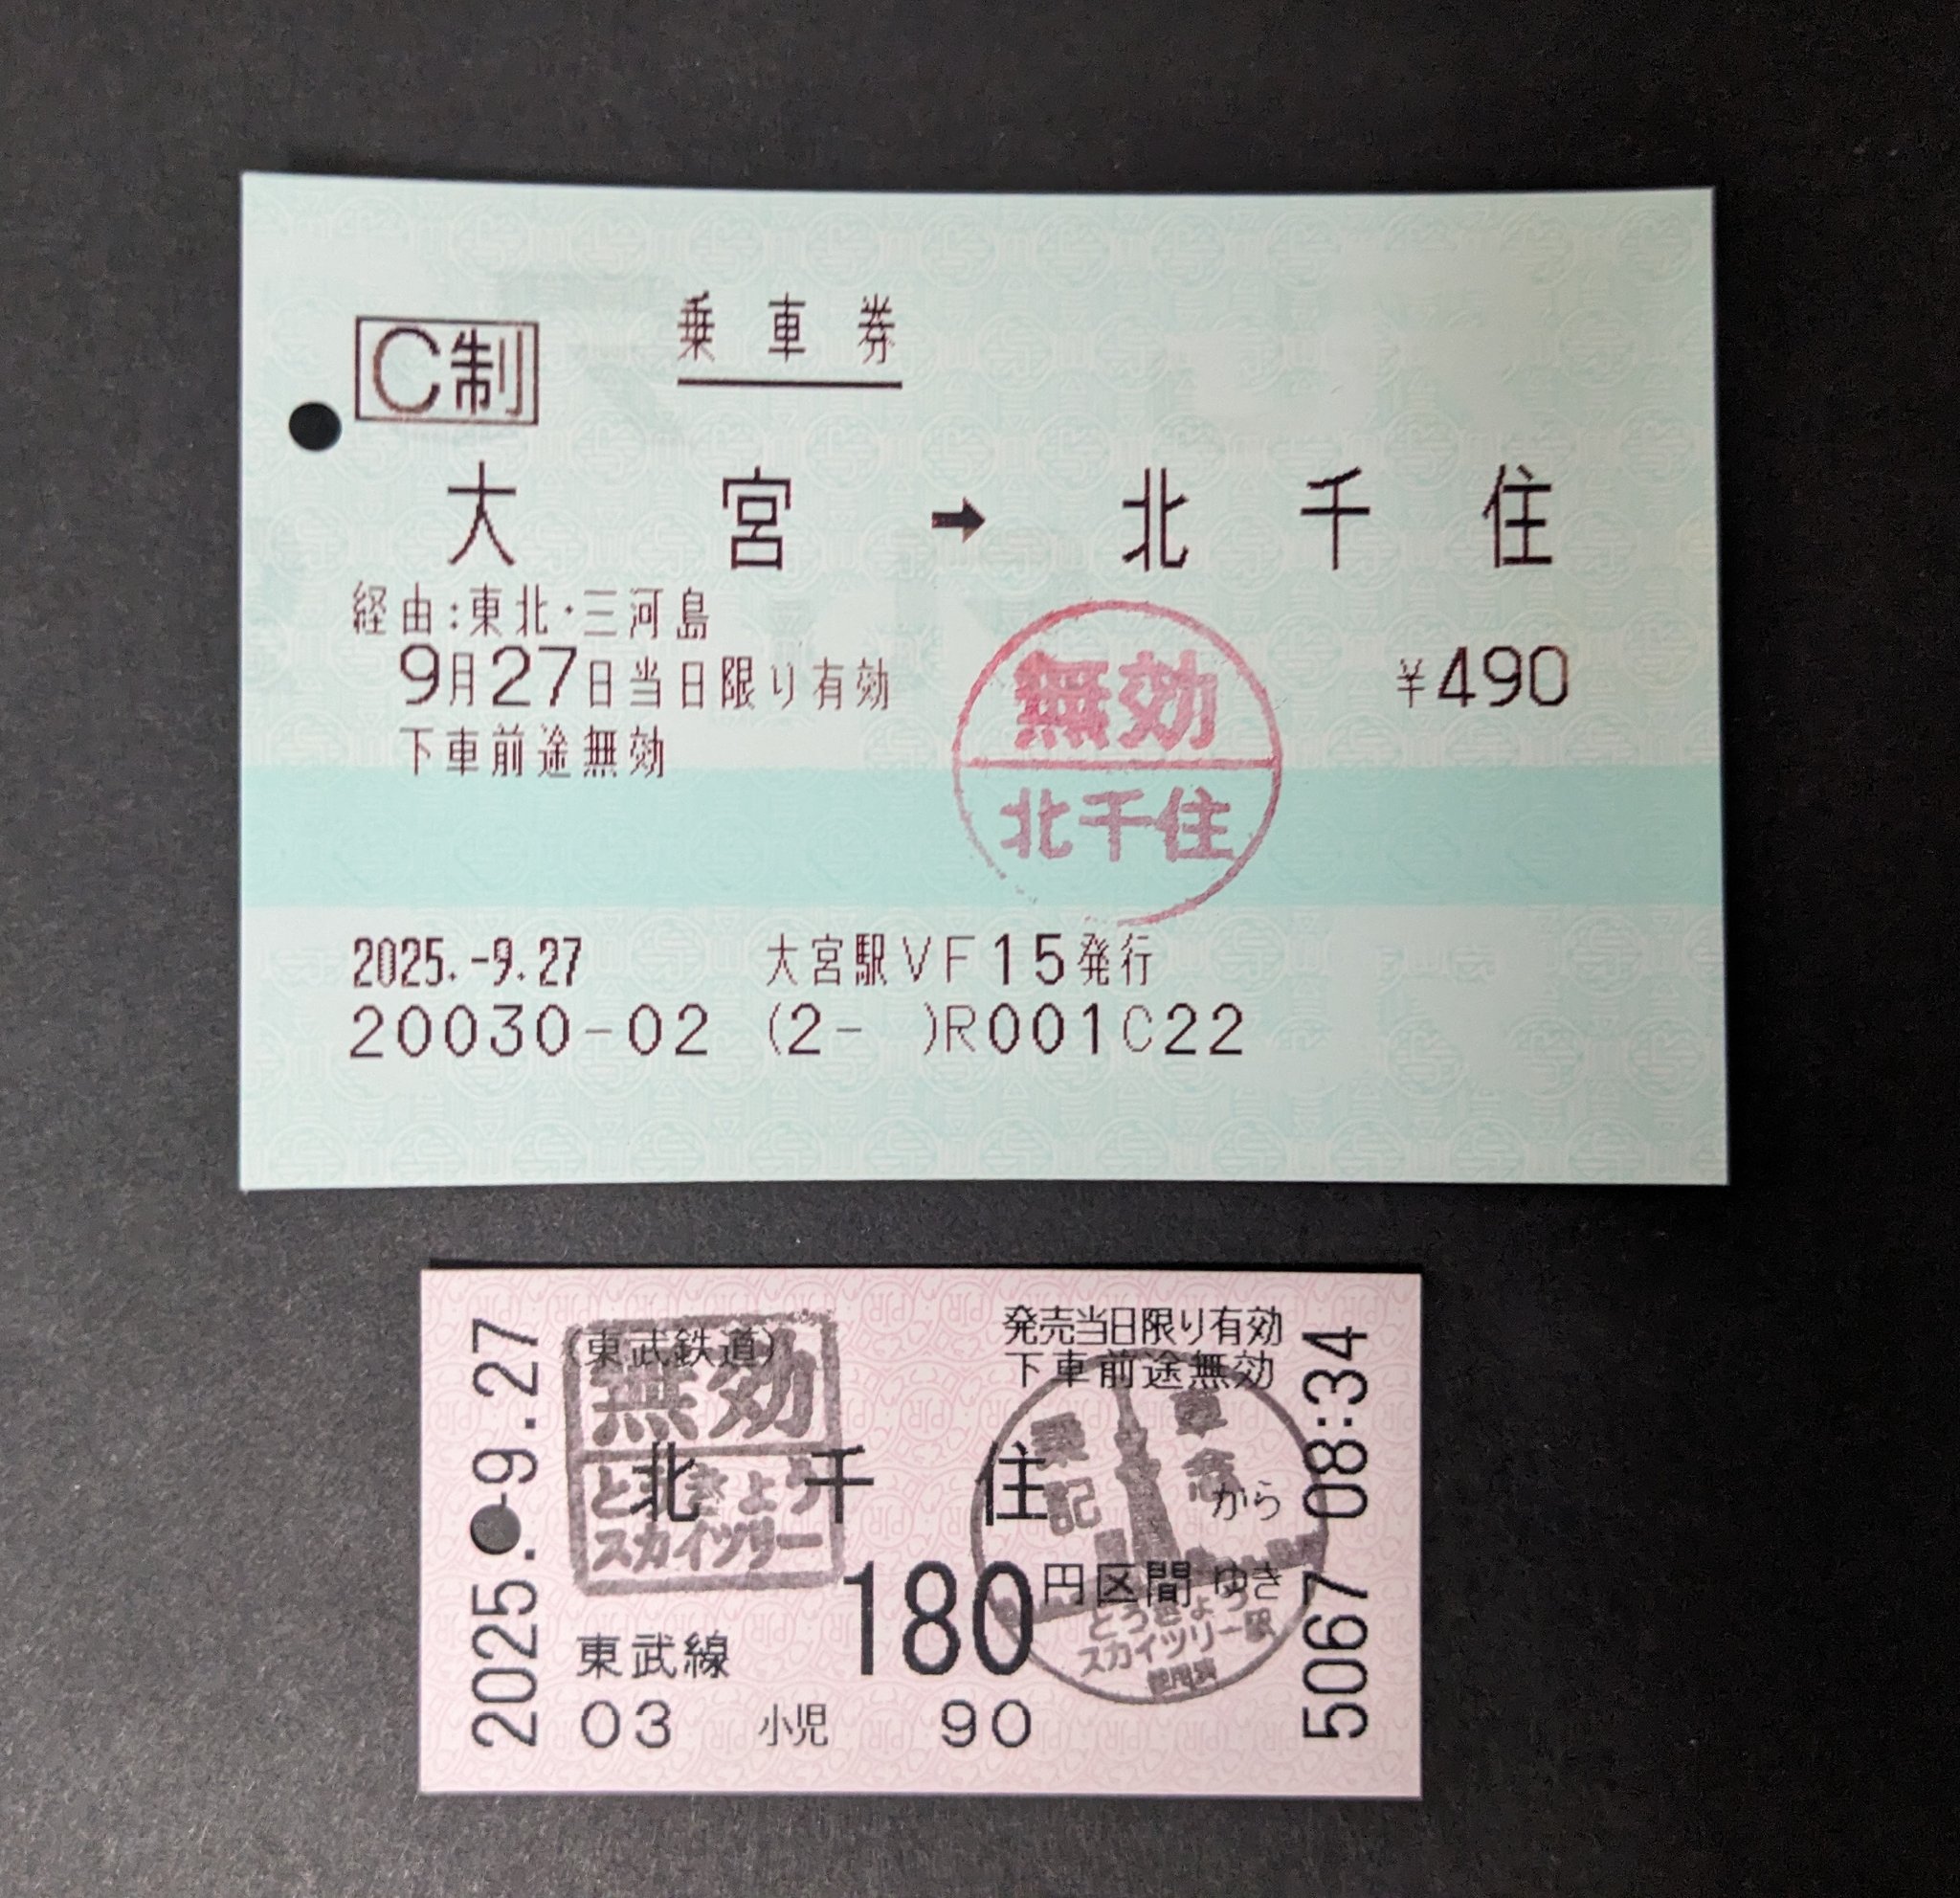 C制
乗車券
大宮➡北千住
経由:東北・三河島
9月27日当日限り有効
¥490
下車前途無効
無効
北千住
2025.-9.27 大宮駅VF15発行
20030-02 (2- )R001C22
2025.-9.27
(東武鉄道)
発売当日限り有効
下車前途無効
北千住から
180円区間ゆき
東武線
03 小児 90
5067 08:34
無効
とうきょう
スカイツリー
乗車
記念
とうきょう
スカイツリー駅
使用済